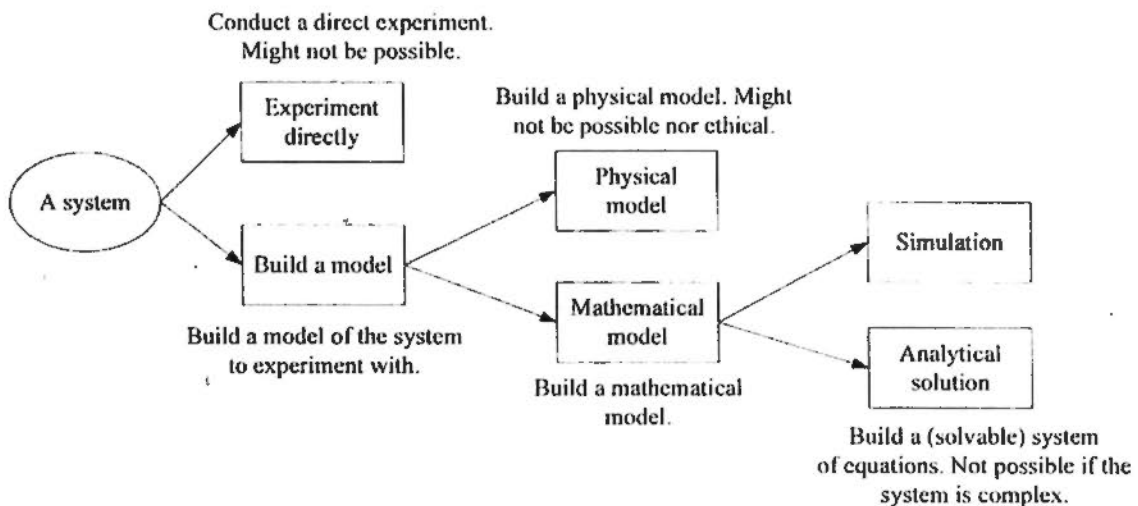 Conduct a direct experiment.
Might not be possible.
Experiment
directly
A system
Build a model
Build a model of the system
to experiment with.
Build a physical model. Might
not be possible nor ethical.
Physical
model
Mathematical
model
Build a mathematical
model.
Simulation
Analytical
solution
Build a (solvable) system
of equations. Not possible if the
system is complex.